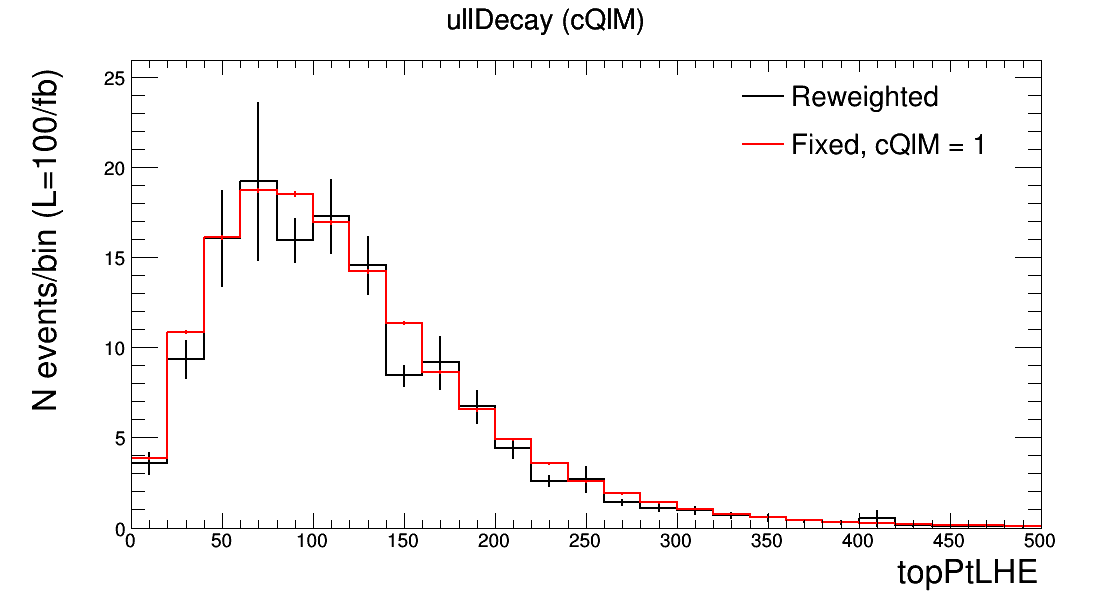 ullDecay (cQlM)
N events/bin (L=100/fb)
25
20
15
10
5
0
Reweighted
Fixed, cQlM = 1
0 50 100 150 200 250 300 350 400 450 500
topPtLHE